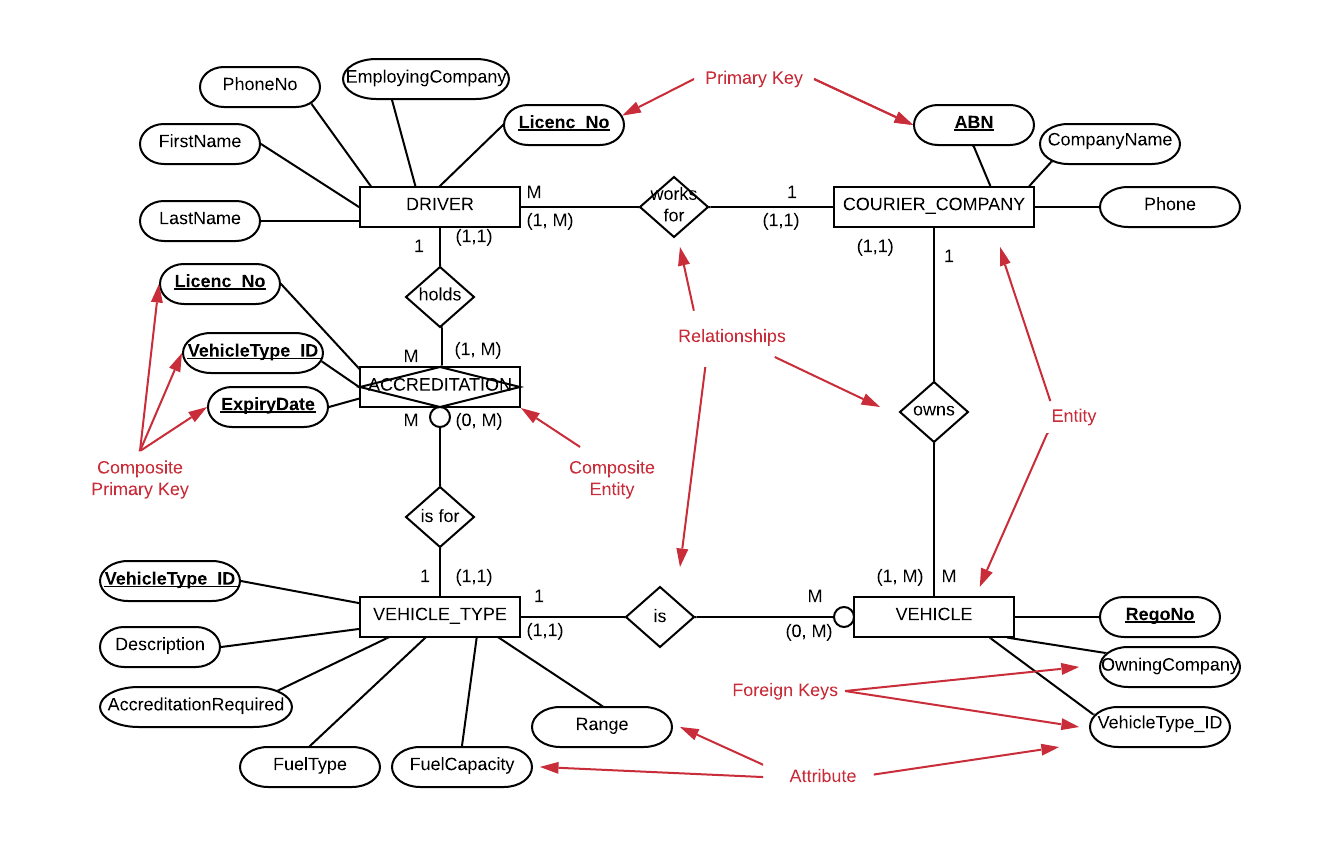 EmployingCompany
PhoneNo
Primary Key
Licenc_No
ABN
FirstName
CompanyName
works
for
DRIVER
M
1
COURIER_COMPANY
Phone
LastName
(1, M)
(1,1)
1
(1,1)
(1,1)
1
Licenc_No
holds
Relationships
VehicleType_ID
M
(1, M)
ACCREDITATION
ExpiryDate
M
(0, M)
owns
Entity
Composite
Primary Key
Composite
Entity
is for
VehicleType_ID
1
(1,1)
1
M
(1, M)
M
VEHICLE_TYPE
(1,1)
is
(0, M)
VEHICLE
RegoNo
Description
OwningCompany
Foreign Keys
AccreditationRequired
Range
VehicleType_ID
FuelType
FuelCapacity
Attribute